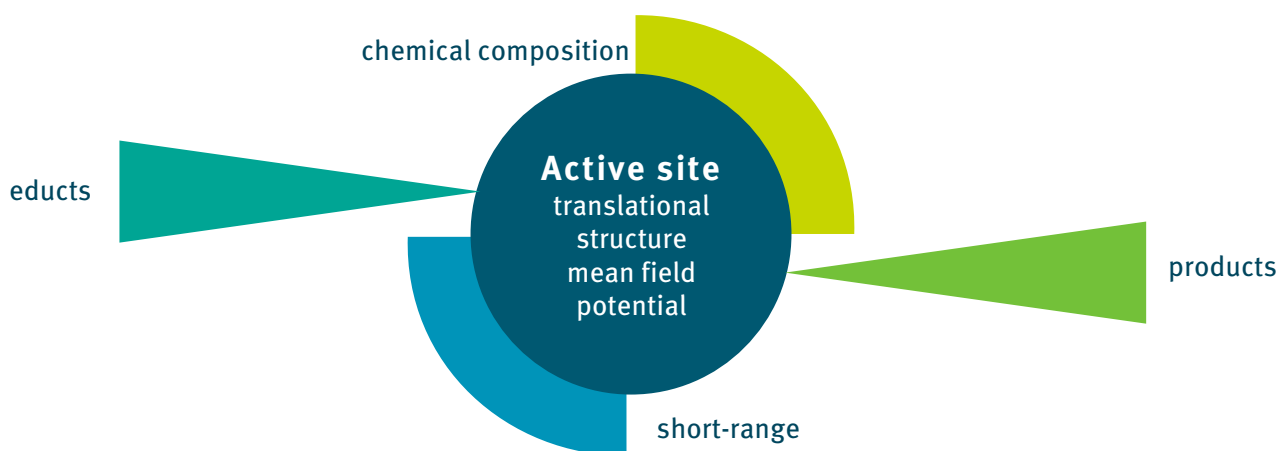 chemical composition
educts
Active site
translational
structure
mean field
potential
products
short-range